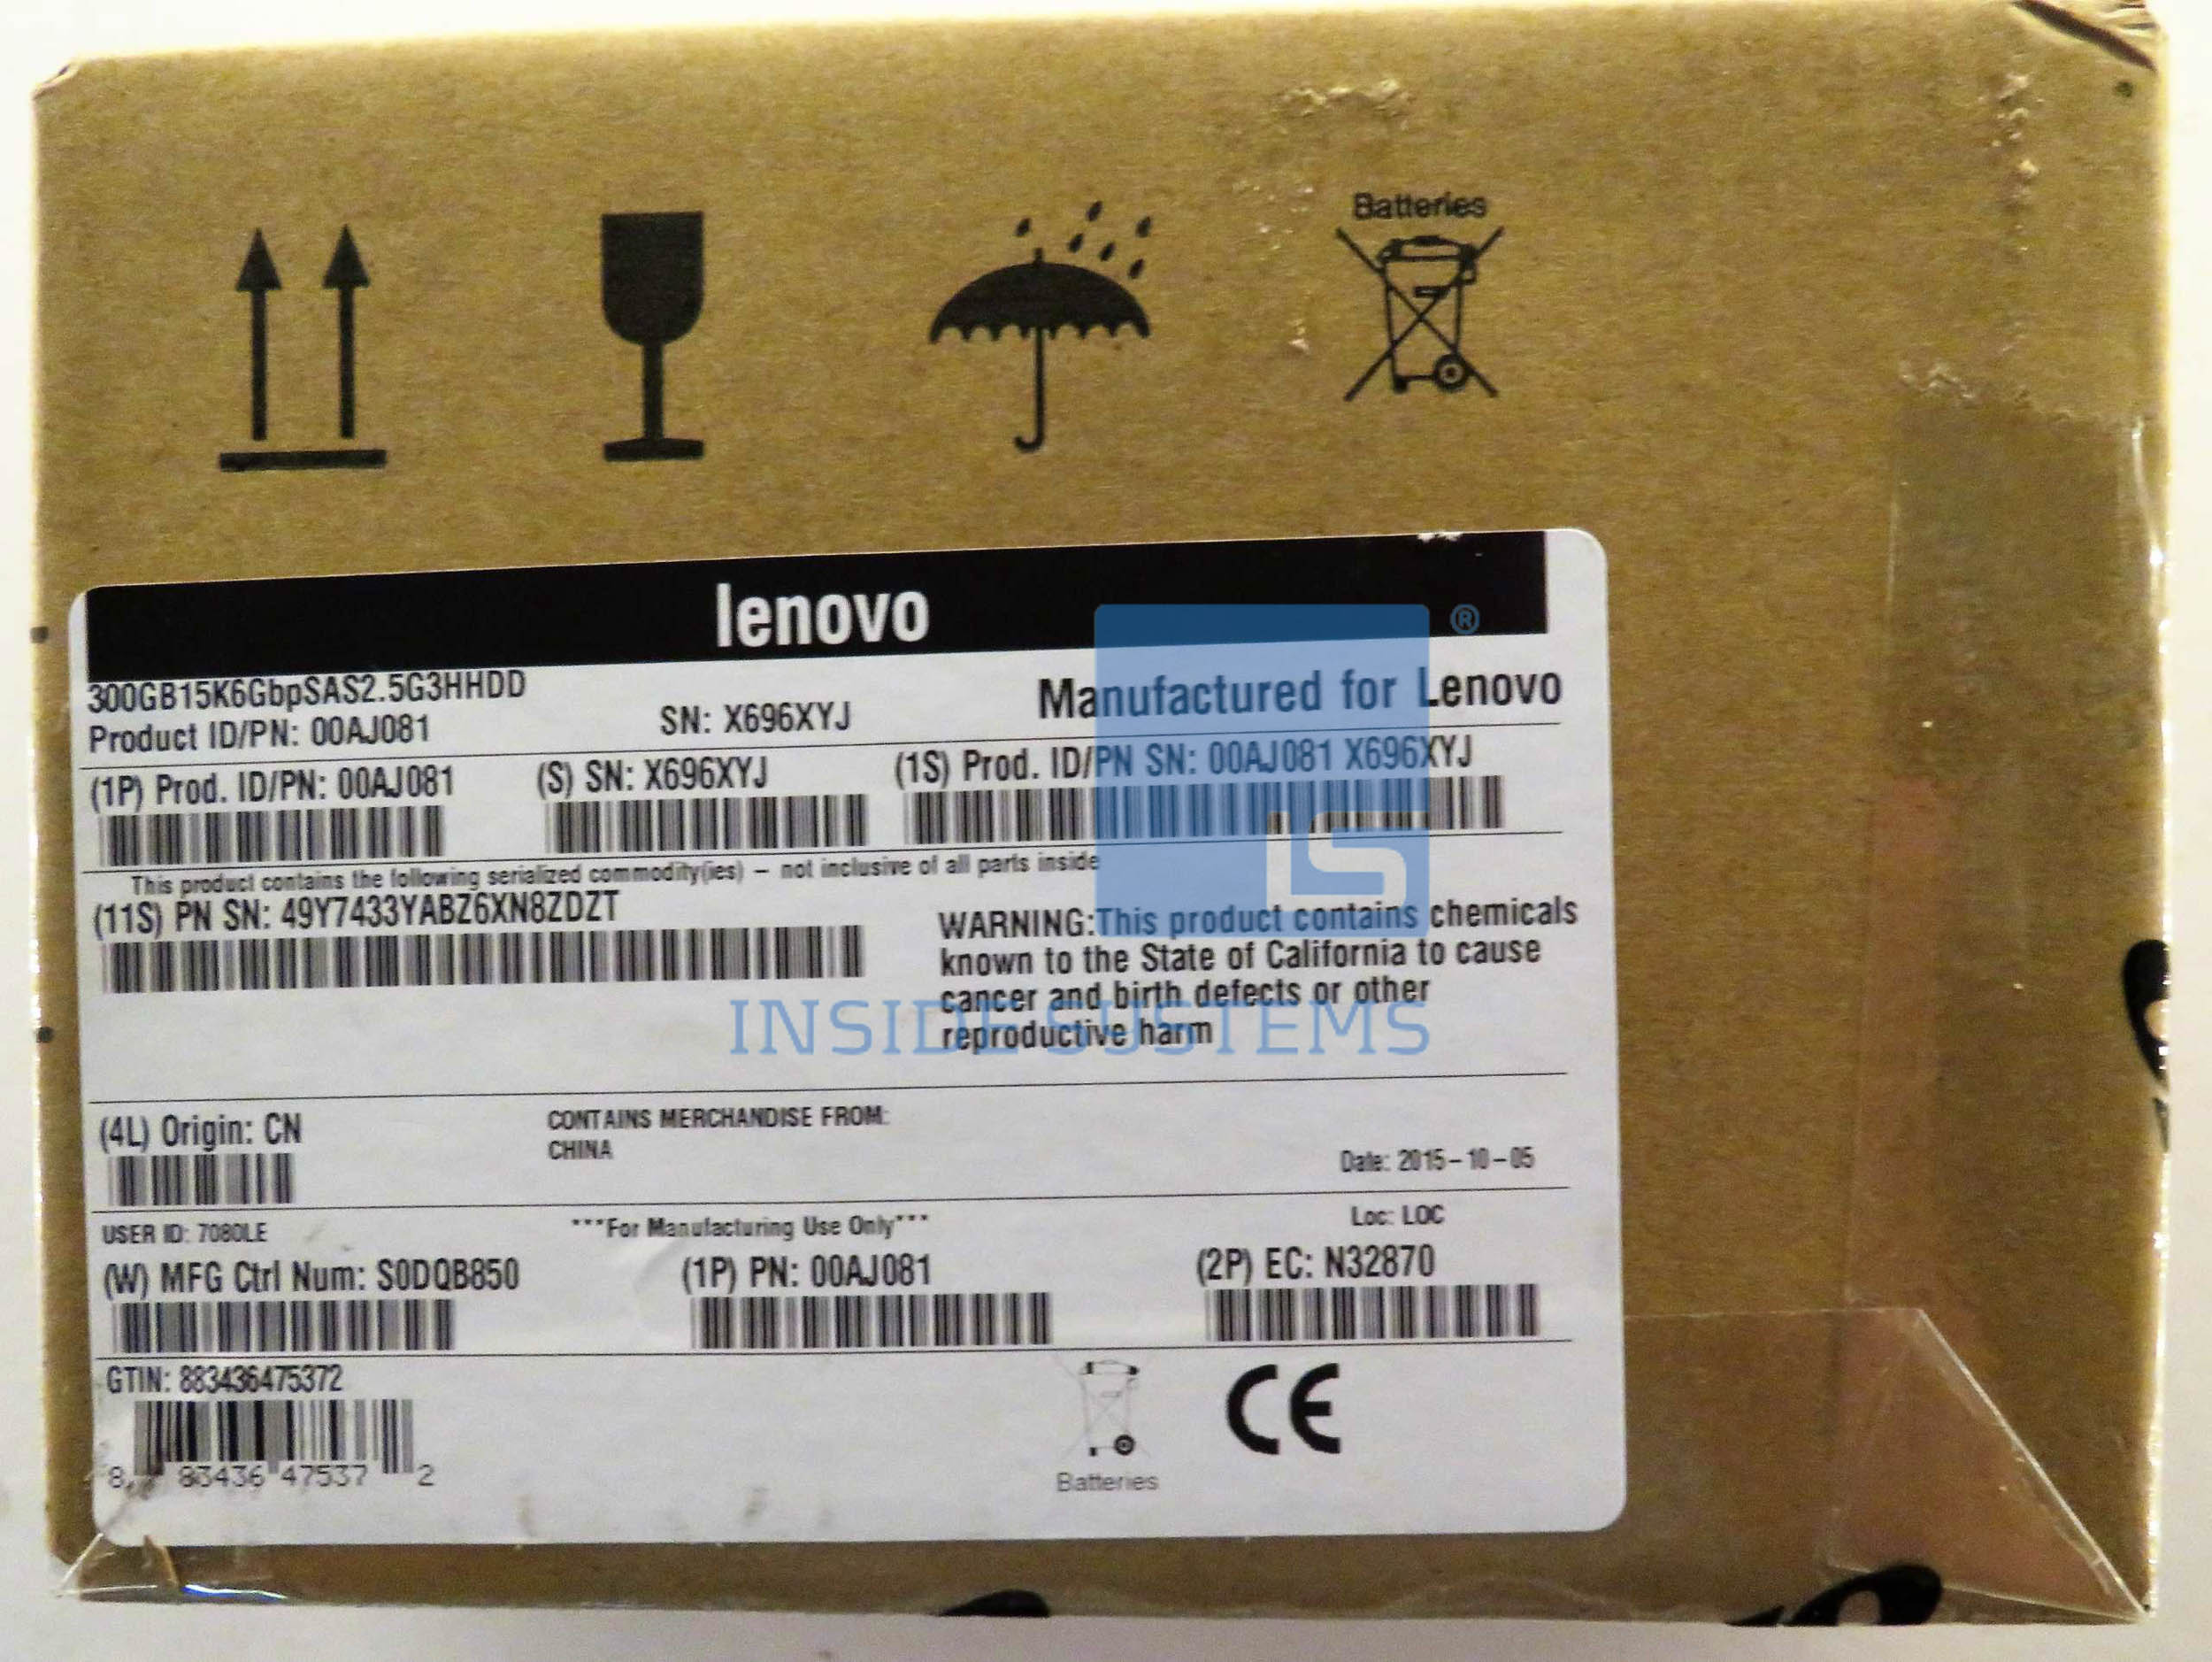 Batteries
lenovo
®
300GB15K6GbpSAS2.5G3HHDD
Product ID/PN: 00AJ081
SN: X696XYJ
Manufactured for Lenovo
(1P) Prod. ID/PN: 00AJ081
(S) SN: X696XYJ
(1S) Prod. ID/PN SN: 00AJ081 X696XYJ
This product contains the following serialized commodity(ies) – not inclusive of all parts inside
(11S) PN SN: 49Y7433YABZ6XN8ZDZT
WARNING:This product contains chemicals
known to the State of California to cause
cancer and birth defects or other
reproductive harm
INSIDE SYSTEMS
(4L) Origin: CN
CONTAINS MERCHANDISE FROM:
CHINA
Date: 2015-10-05
USER ID: 7080LE
***For Manufacturing Use Only***
Loc: LOC
(W) MFG Ctrl Num: S0DQB850
(1P) PN: 00AJ081
(2P) EC: N32870
GTIN: 883436475372
8 83436 47537 2
Batteries
CE